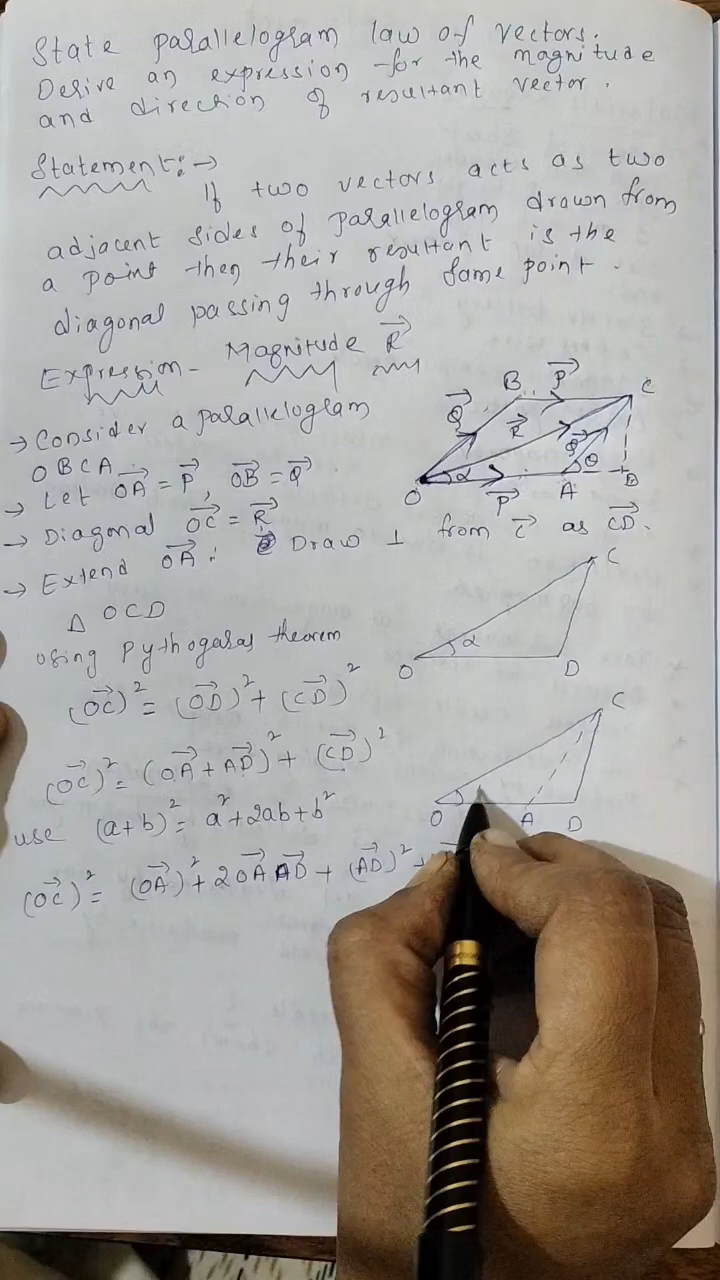 State parallelogram law of vectors.
Derive an expression for the magnitude
and direction of resultant vector.
Statement:→
If two vectors acts as two
adjacent sides of parallelogram drawn from
a point then their resultant is the
diagonal passing through same point.
Expression - Magnitude R⃗
→ Consider a parallelogram
OBCA.
→ Let OA⃗ = P⃗, OB⃗ = Q⃗.
→ Diagonal OC⃗ = R⃗
→ Extend OA⃗. Draw ⊥ from C⃗ as CD⃗.
B P⃗ C
Q⃗ R⃗ Q⃗
α θ
O P⃗ A D
Δ OCD
using Pythogaras theorem
C
α
O D
(OC⃗)² = (OD⃗)² + (CD⃗)²
(OC⃗)² = (OA⃗ + AD⃗)² + (CD⃗)²
C
O A D
use (a+b)² = a² + 2ab + b²
(OC⃗)² = (OA⃗)² + 2OA⃗ AD⃗ + (AD⃗)² +